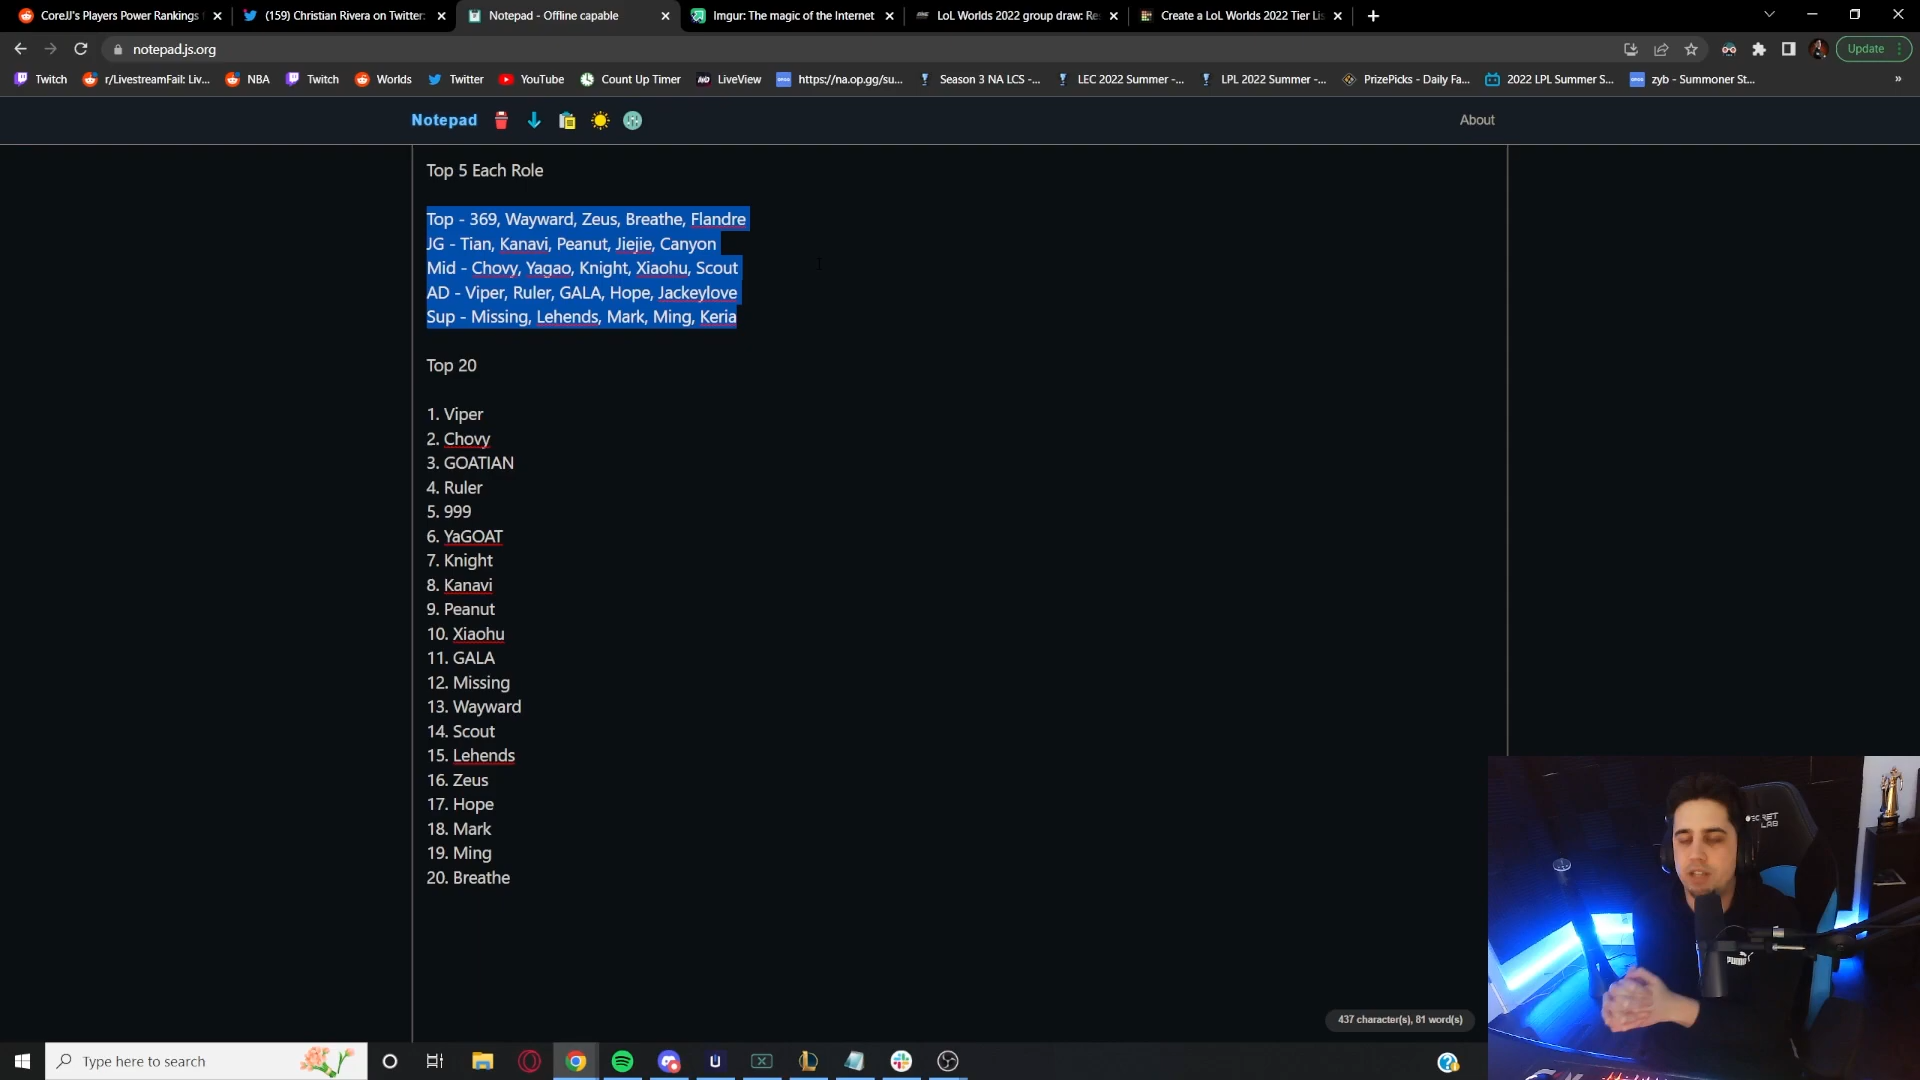 CoreJJ's Players Power Rankings
(159) Christian Rivera on Twitter:
Notepad - Offline capable
Imgur: The magic of the Internet
LoL Worlds 2022 group draw: Re
Create a LoL Worlds 2022 Tier Lis
notepad.js.org
Update
Twitch
r/LivestreamFail: Liv...
NBA
Twitch
Worlds
Twitter
YouTube
Count Up Timer
LiveView
https://na.op.gg/su...
Season 3 NA LCS -...
LEC 2022 Summer -...
LPL 2022 Summer -...
PrizePicks - Daily Fa...
2022 LPL Summer S...
zyb - Summoner St...
»
Notepad
About
Top 5 Each Role
Top - 369, Wayward, Zeus, Breathe, Flandre
JG - Tian, Kanavi, Peanut, Jiejie, Canyon
Mid - Chovy, Yagao, Knight, Xiaohu, Scout
AD - Viper, Ruler, GALA, Hope, Jackeylove
Sup - Missing, Lehends, Mark, Ming, Keria
Top 20
1. Viper
2. Chovy
3. GOATIAN
4. Ruler
5. 999
6. YaGOAT
7. Knight
8. Kanavi
9. Peanut
10. Xiaohu
11. GALA
12. Missing
13. Wayward
14. Scout
15. Lehends
16. Zeus
17. Hope
18. Mark
19. Ming
20. Breathe
SECRET
LAB
PUMA
437 character(s), 81 word(s)
Type here to search